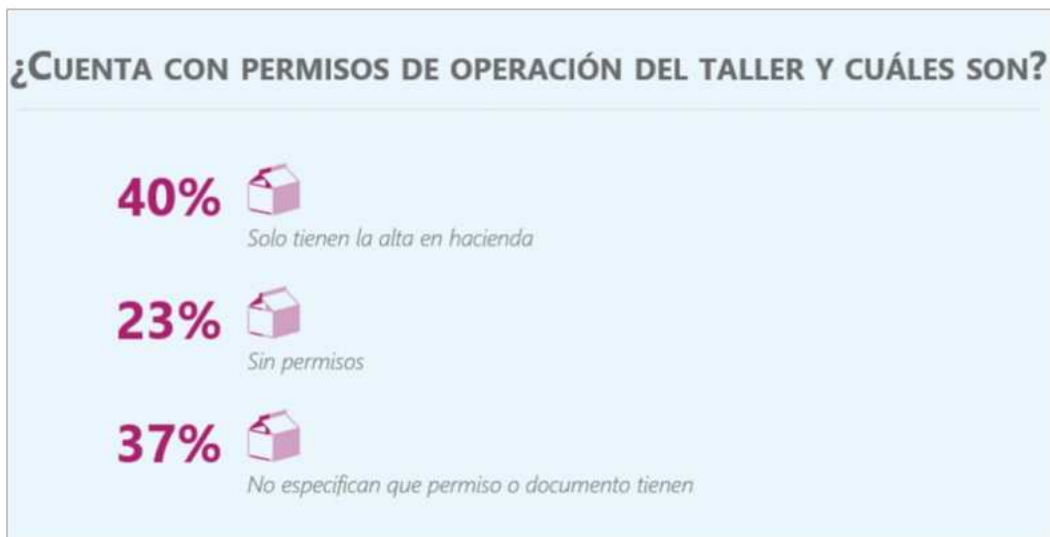 ¿CUENTA CON PERMISOS DE OPERACIÓN DEL TALLER Y CUÁLES SON?
40%
Solo tienen la alta en hacienda
23%
Sin permisos
37%
No especifican que permiso o documento tienen